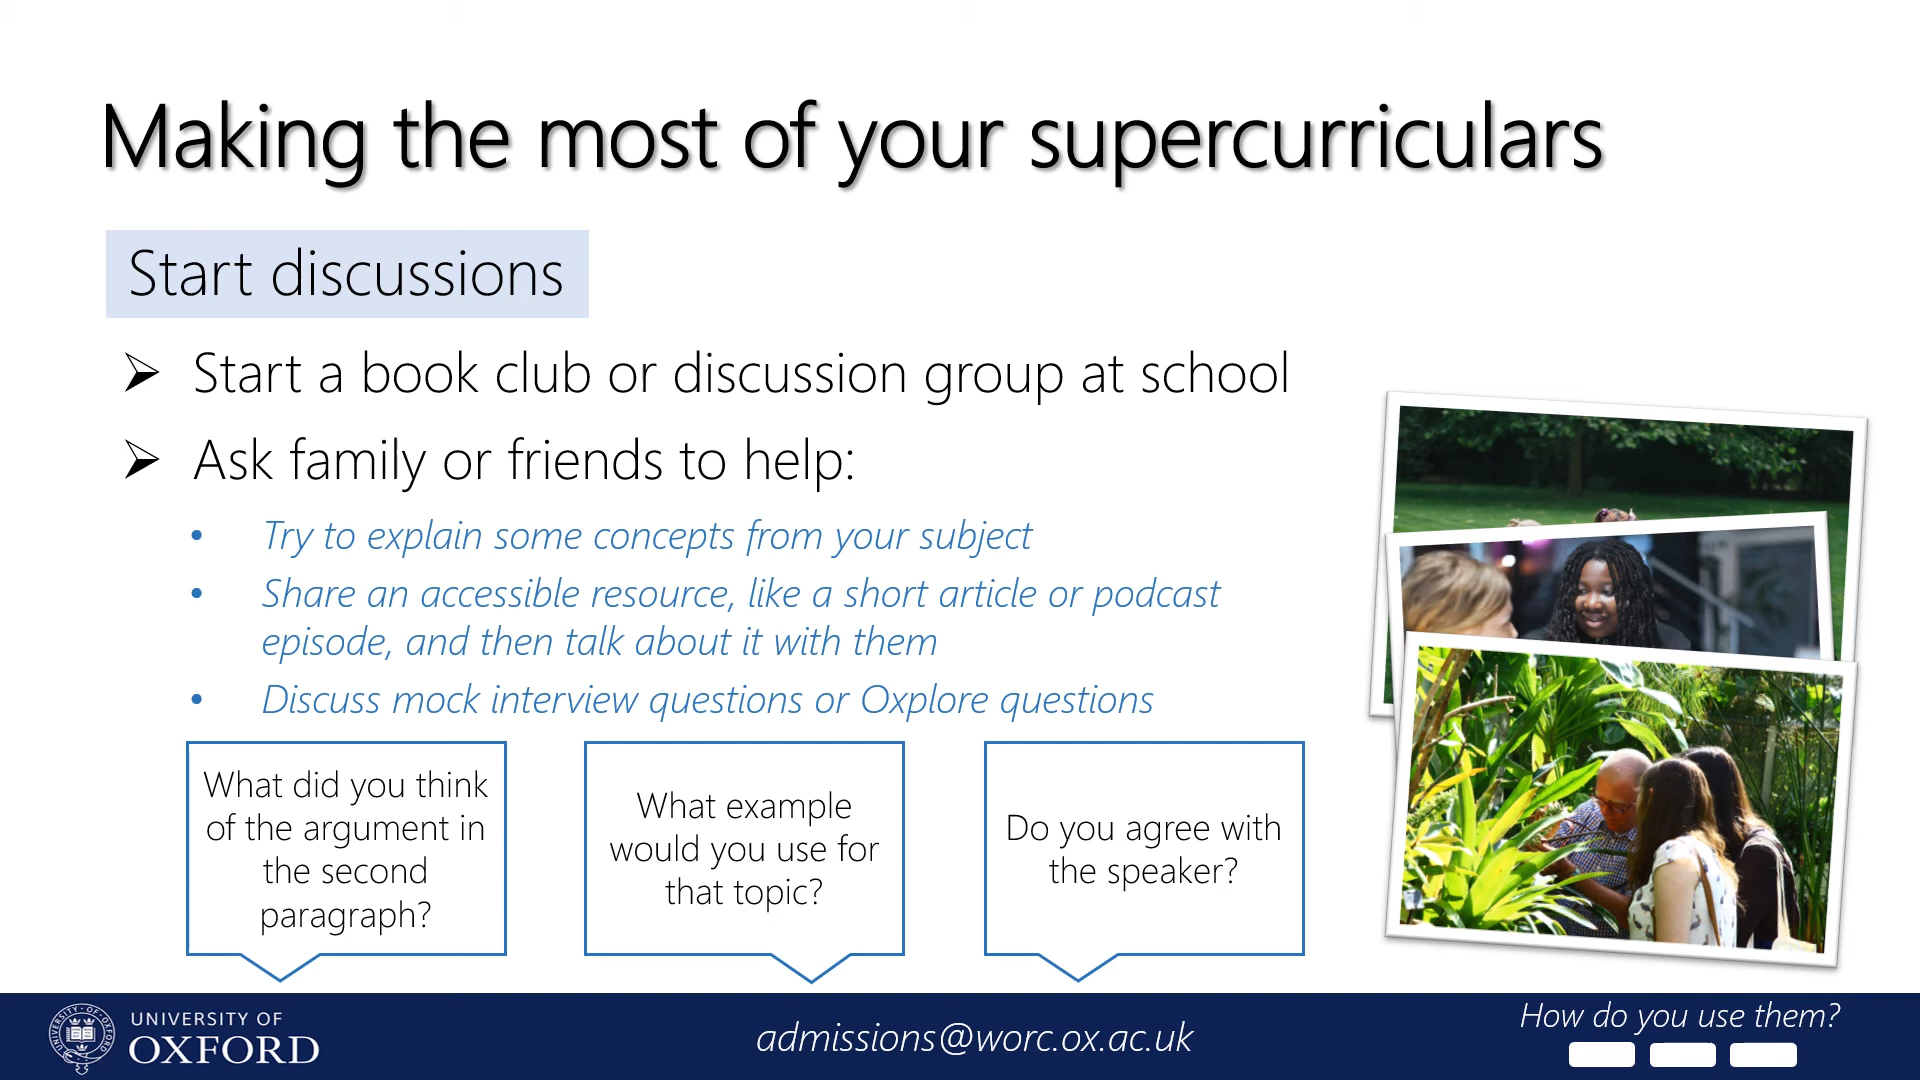 Making the most of your supercurriculars
Start discussions
Start a book club or discussion group at school
Ask family or friends to help:
Try to explain some concepts from your subject
Share an accessible resource, like a short article or podcast
episode, and then talk about it with them
Discuss mock interview questions or Oxplore questions
What did you think
of the argument in
the second
paragraph?
What example
would you use for
that topic?
Do you agree with
the speaker?
UNIVERSITY OF
OXFORD
admissions@worc.ox.ac.uk
How do you use them?